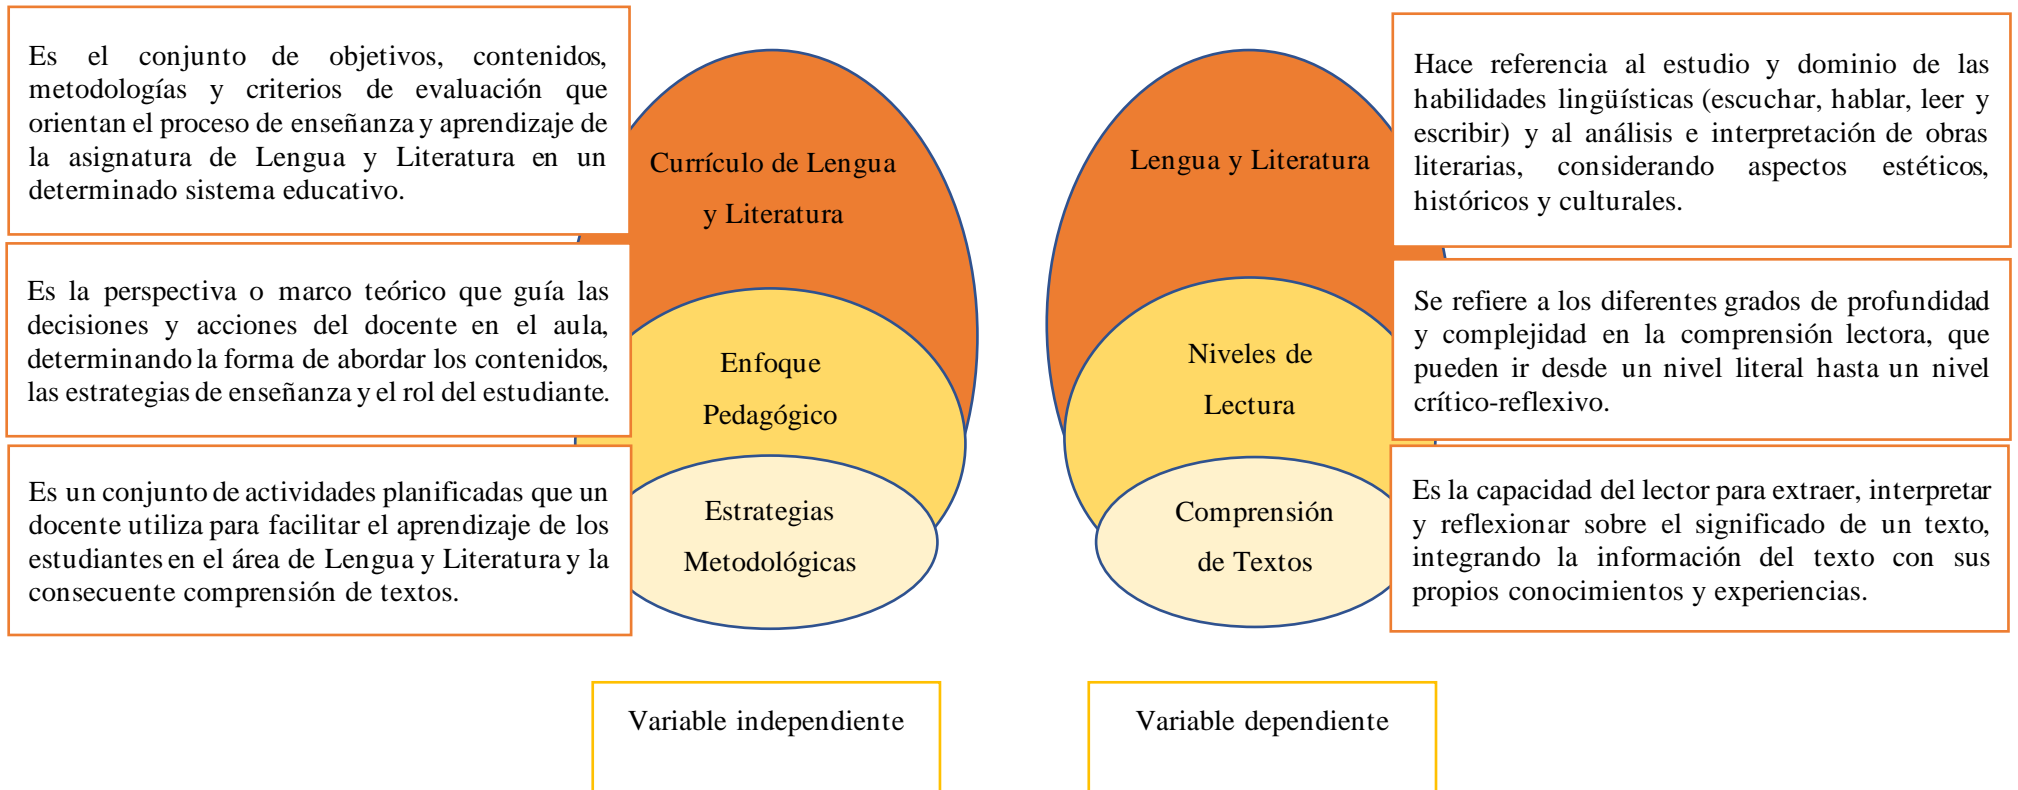 Es el conjunto de objetivos, contenidos,
metodologías y criterios de evaluación que
orientan el proceso de enseñanza y aprendizaje de
la asignatura de Lengua y Literatura en un
determinado sistema educativo.
Es la perspectiva o marco teórico que guía las
decisiones y acciones del docente en el aula,
determinando la forma de abordar los contenidos,
las estrategias de enseñanza y el rol del estudiante.
Es un conjunto de actividades planificadas que un
docente utiliza para facilitar el aprendizaje de los
estudiantes en el área de Lengua y Literatura y la
consecuente comprensión de textos.
Currículo de Lengua
y Literatura
Enfoque
Pedagógico
Estrategias
Metodológicas
Lengua y Literatura
Niveles de
Lectura
Comprensión
de Textos
Hace referencia al estudio y dominio de las
habilidades lingüísticas (escuchar, hablar, leer y
escribir) y al análisis e interpretación de obras
literarias, considerando aspectos estéticos,
históricos y culturales.
Se refiere a los diferentes grados de profundidad
y complejidad en la comprensión lectora, que
pueden ir desde un nivel literal hasta un nivel
crítico-reflexivo.
Es la capacidad del lector para extraer, interpretar
y reflexionar sobre el significado de un texto,
integrando la información del texto con sus
propios conocimientos y experiencias.
Variable independiente
Variable dependiente